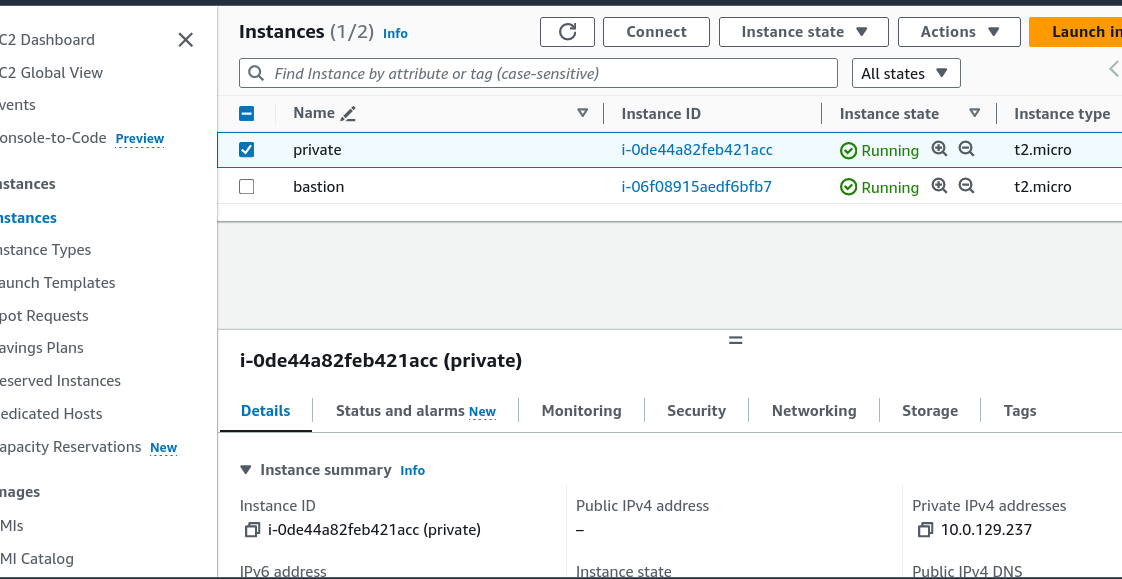 C2 Dashboard
C2 Global View
vents
onsole-to-Code Preview
nstances
nstances
nstance Types
aunch Templates
pot Requests
avings Plans
eserved Instances
edicated Hosts
apacity Reservations New
mages
MIs
MI Catalog
Instances (1/2) Info
Connect
Instance state
Actions
Launch in
Find Instance by attribute or tag (case-sensitive)
All states
Name Instance ID Instance state Instance type
private i-0de44a82feb421acc Running t2.micro
bastion i-06f08915aedf6bfb7 Running t2.micro
i-0de44a82feb421acc (private)
Details Status and alarms New Monitoring Security Networking Storage Tags
Instance summary Info
Instance ID
i-0de44a82feb421acc (private)
Public IPv4 address
–
Private IPv4 addresses
10.0.129.237
IPv6 address
Instance state
Public IPv4 DNS